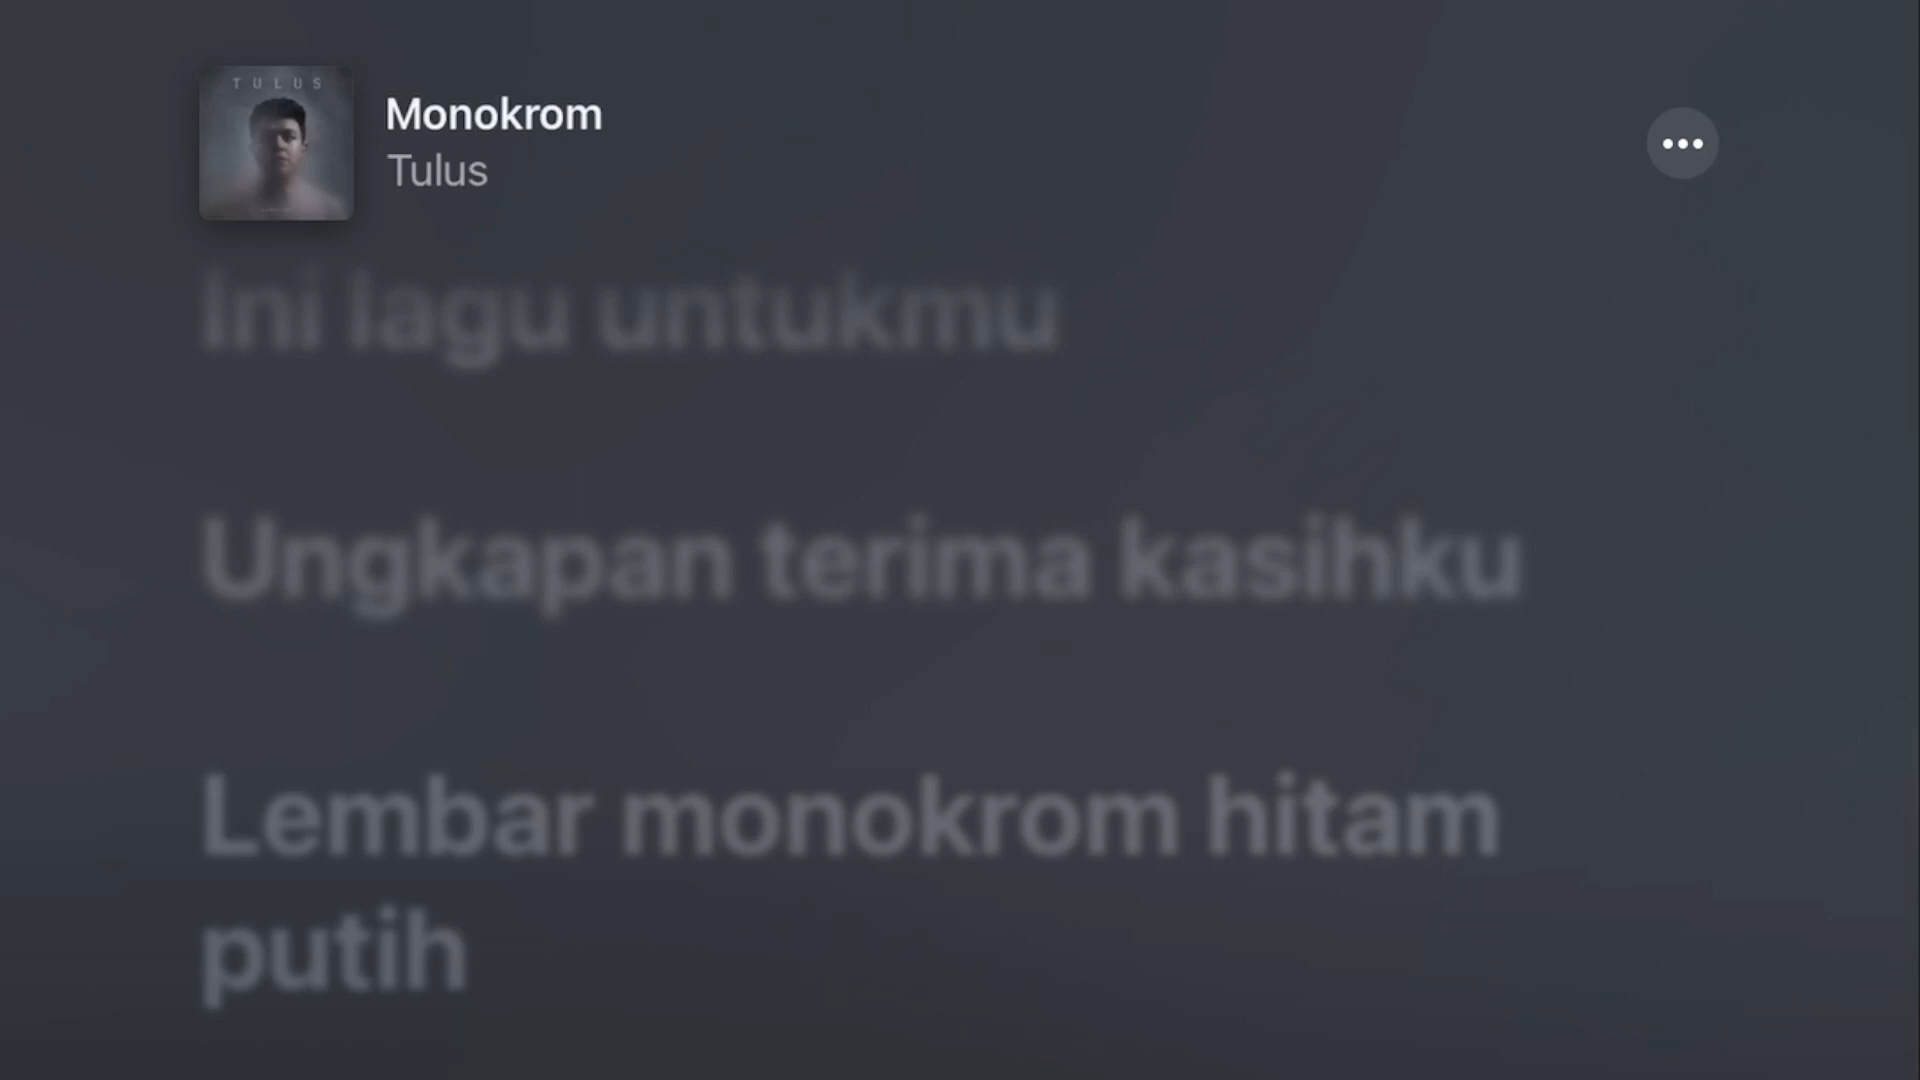 TULUS
Monokrom
Tulus
Ini lagu untukmu
Ungkapan terima kasihku
Lembar monokrom hitam
putih